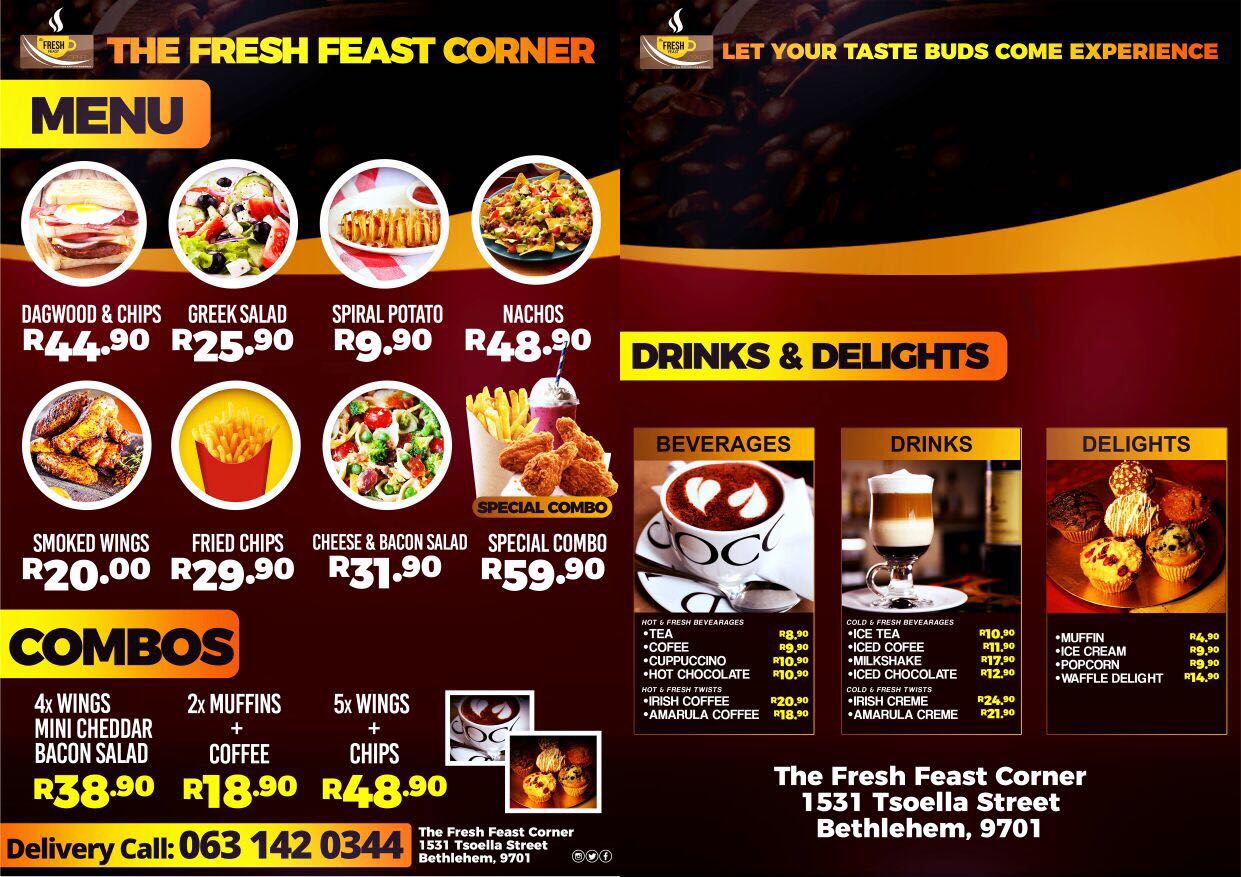 FRESH
FEAST
THE FRESH FEAST CORNER
MENU
DAGWOOD & CHIPS
R44.90
GREEK SALAD
R25.90
SPIRAL POTATO
R9.90
NACHOS
R48.90
SPECIAL COMBO
SMOKED WINGS
R20.00
FRIED CHIPS
R29.90
CHEESE & BACON SALAD
R31.90
SPECIAL COMBO
R59.90
COMBOS
4x WINGS
MINI CHEDDAR
BACON SALAD
R38.90
2x MUFFINS
+
COFFEE
R18.90
5x WINGS
+
CHIPS
R48.90
Delivery Call: 063 142 0344
The Fresh Feast Corner
1531 Tsoella Street
Bethlehem, 9701
FRESH
FEAST
LET YOUR TASTE BUDS COME EXPERIENCE
DRINKS & DELIGHTS
BEVERAGES
HOT & FRESH BEVEARAGES
•TEA R8.90
•COFEE R9.90
•CUPPUCCINO R10.90
•HOT CHOCOLATE R10.90
HOT & FRESH TWISTS
•IRISH COFFEE R20.90
•AMARULA COFFEE R18.90
DRINKS
COLD & FRESH BEVEARAGES
•ICE TEA R10.90
•ICED COFEE R11.90
•MILKSHAKE R17.90
•ICED CHOCOLATE R12.90
COLD & FRESH TWISTS
•IRISH CREME R24.90
•AMARULA CREME R21.90
DELIGHTS
•MUFFIN R4.90
•ICE CREAM R9.90
•POPCORN R9.90
•WAFFLE DELIGHT R14.90
The Fresh Feast Corner
1531 Tsoella Street
Bethlehem, 9701